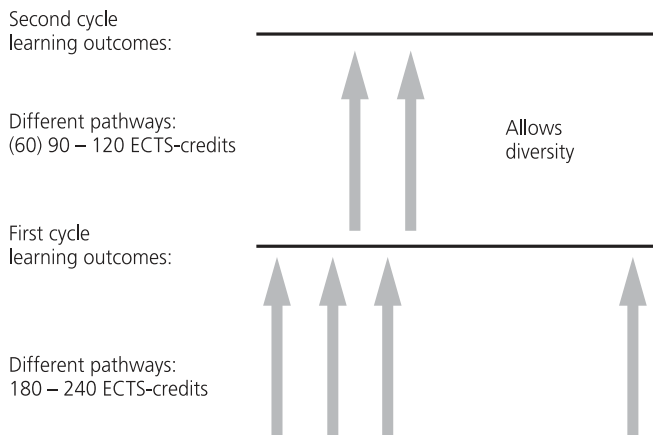 Second cycle
learning outcomes:
Different pathways:
(60) 90 – 120 ECTS-credits
Allows
diversity
First cycle
learning outcomes:
Different pathways:
180 – 240 ECTS-credits